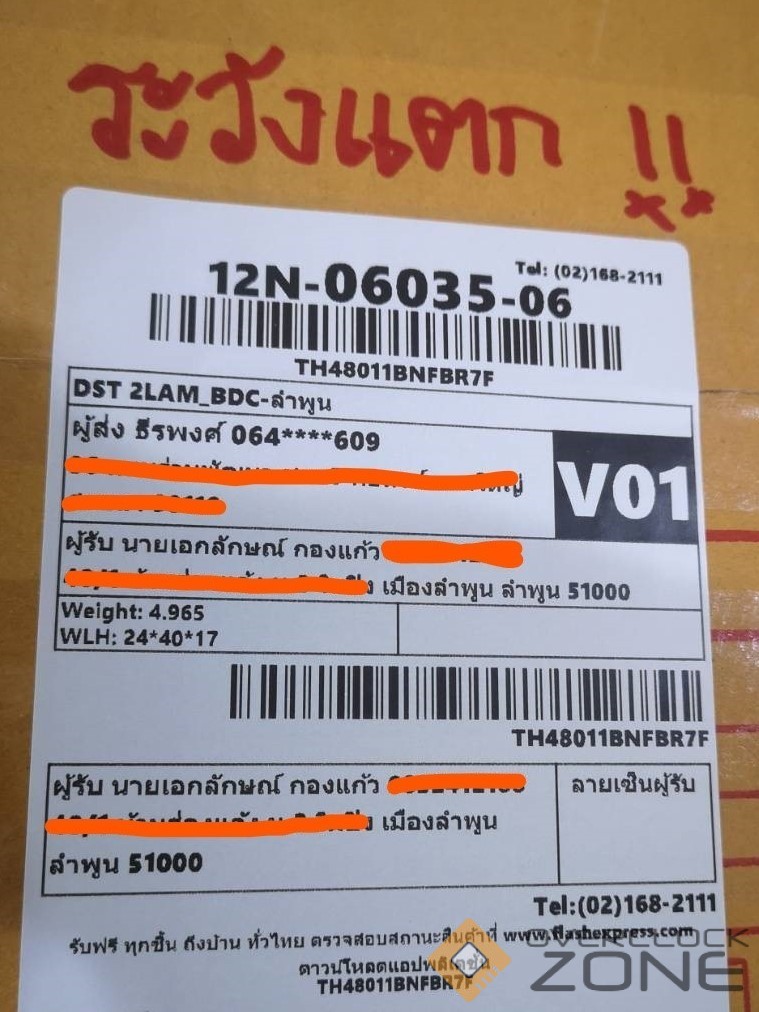 ระวังแตก !!
Tel: (02)168-2111
12N-06035-06
TH48011BNFBR7F
DST 2LAM_BDC-ลำพูน
ผู้ส่ง ธีรพงศ์ 064****609
V01
ผู้รับ นายเอกลักษณ์ กองแก้ว
เมืองลำพูน ลำพูน 51000
Weight: 4.965
WLH: 24*40*17
TH48011BNFBR7F
ผู้รับ นายเอกลักษณ์ กองแก้ว
ลายเซ็นผู้รับ
เมืองลำพูน
ลำพูน 51000
Tel:(02)168-2111
รับฟรี ทุกชิ้น ถึงบ้าน ทั่วไทย ตรวจสอบสถานะสินค้าที่ www.flashexpress.com
ดาวน์โหลดแอปพลิเคชั่น
TH48011BNFBR7F
OVERCLOCK
ZONE